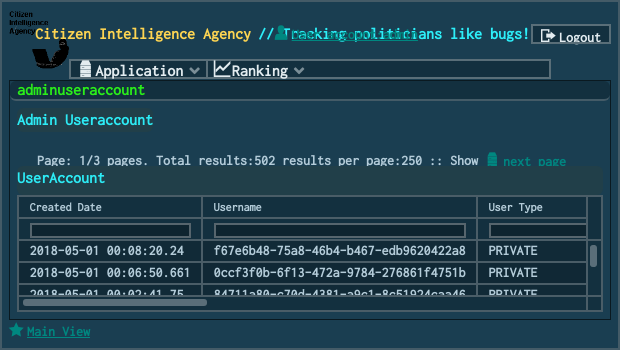 Citizen
Intelligence
Agency
Citizen Intelligence Agency // Tracking politicians like bugs!
Logout
Application
Ranking
adminuseraccount
Admin Useraccount
Page: 1/3 pages. Total results:502 results per page:250 :: Show next page
UserAccount
Created Date Username User Type
2018-05-01 00:08:20.24 f67e6b48-75a8-46b4-b467-edb9620422a8 PRIVATE
2018-05-01 00:06:50.661 0ccf3f0b-6f13-472a-9784-276861f4751b PRIVATE
2018-05-01 00:02:41.75 84711a80-c70d-4381-a9c1-8c51924caa46 PRIVATE
Main View